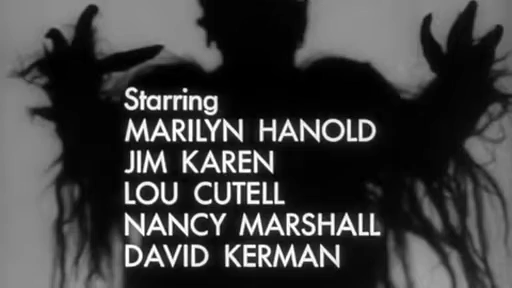 Starring
MARILYN HANOLD
JIM KAREN
LOU CUTELL
NANCY MARSHALL
DAVID KERMAN